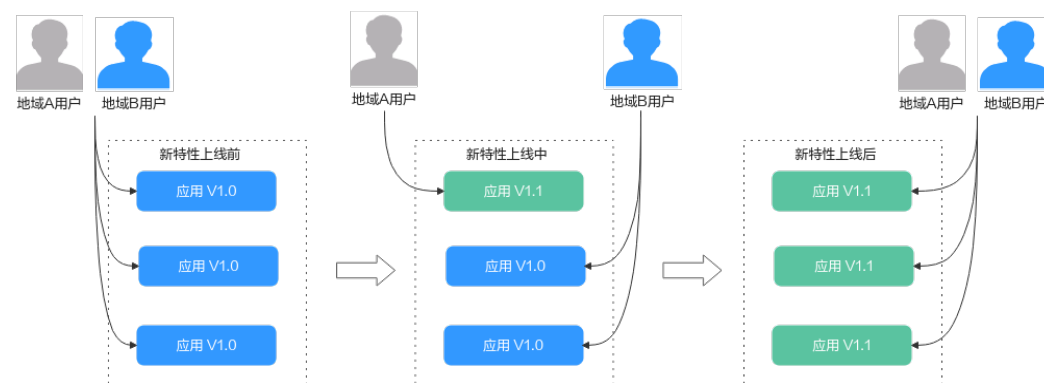 地域A用户
地域B用户
新特性上线前
应用 V1.0
应用 V1.0
应用 V1.0
地域A用户
地域B用户
新特性上线中
应用 V1.1
应用 V1.0
应用 V1.0
地域A用户
地域B用户
新特性上线后
应用 V1.1
应用 V1.1
应用 V1.1